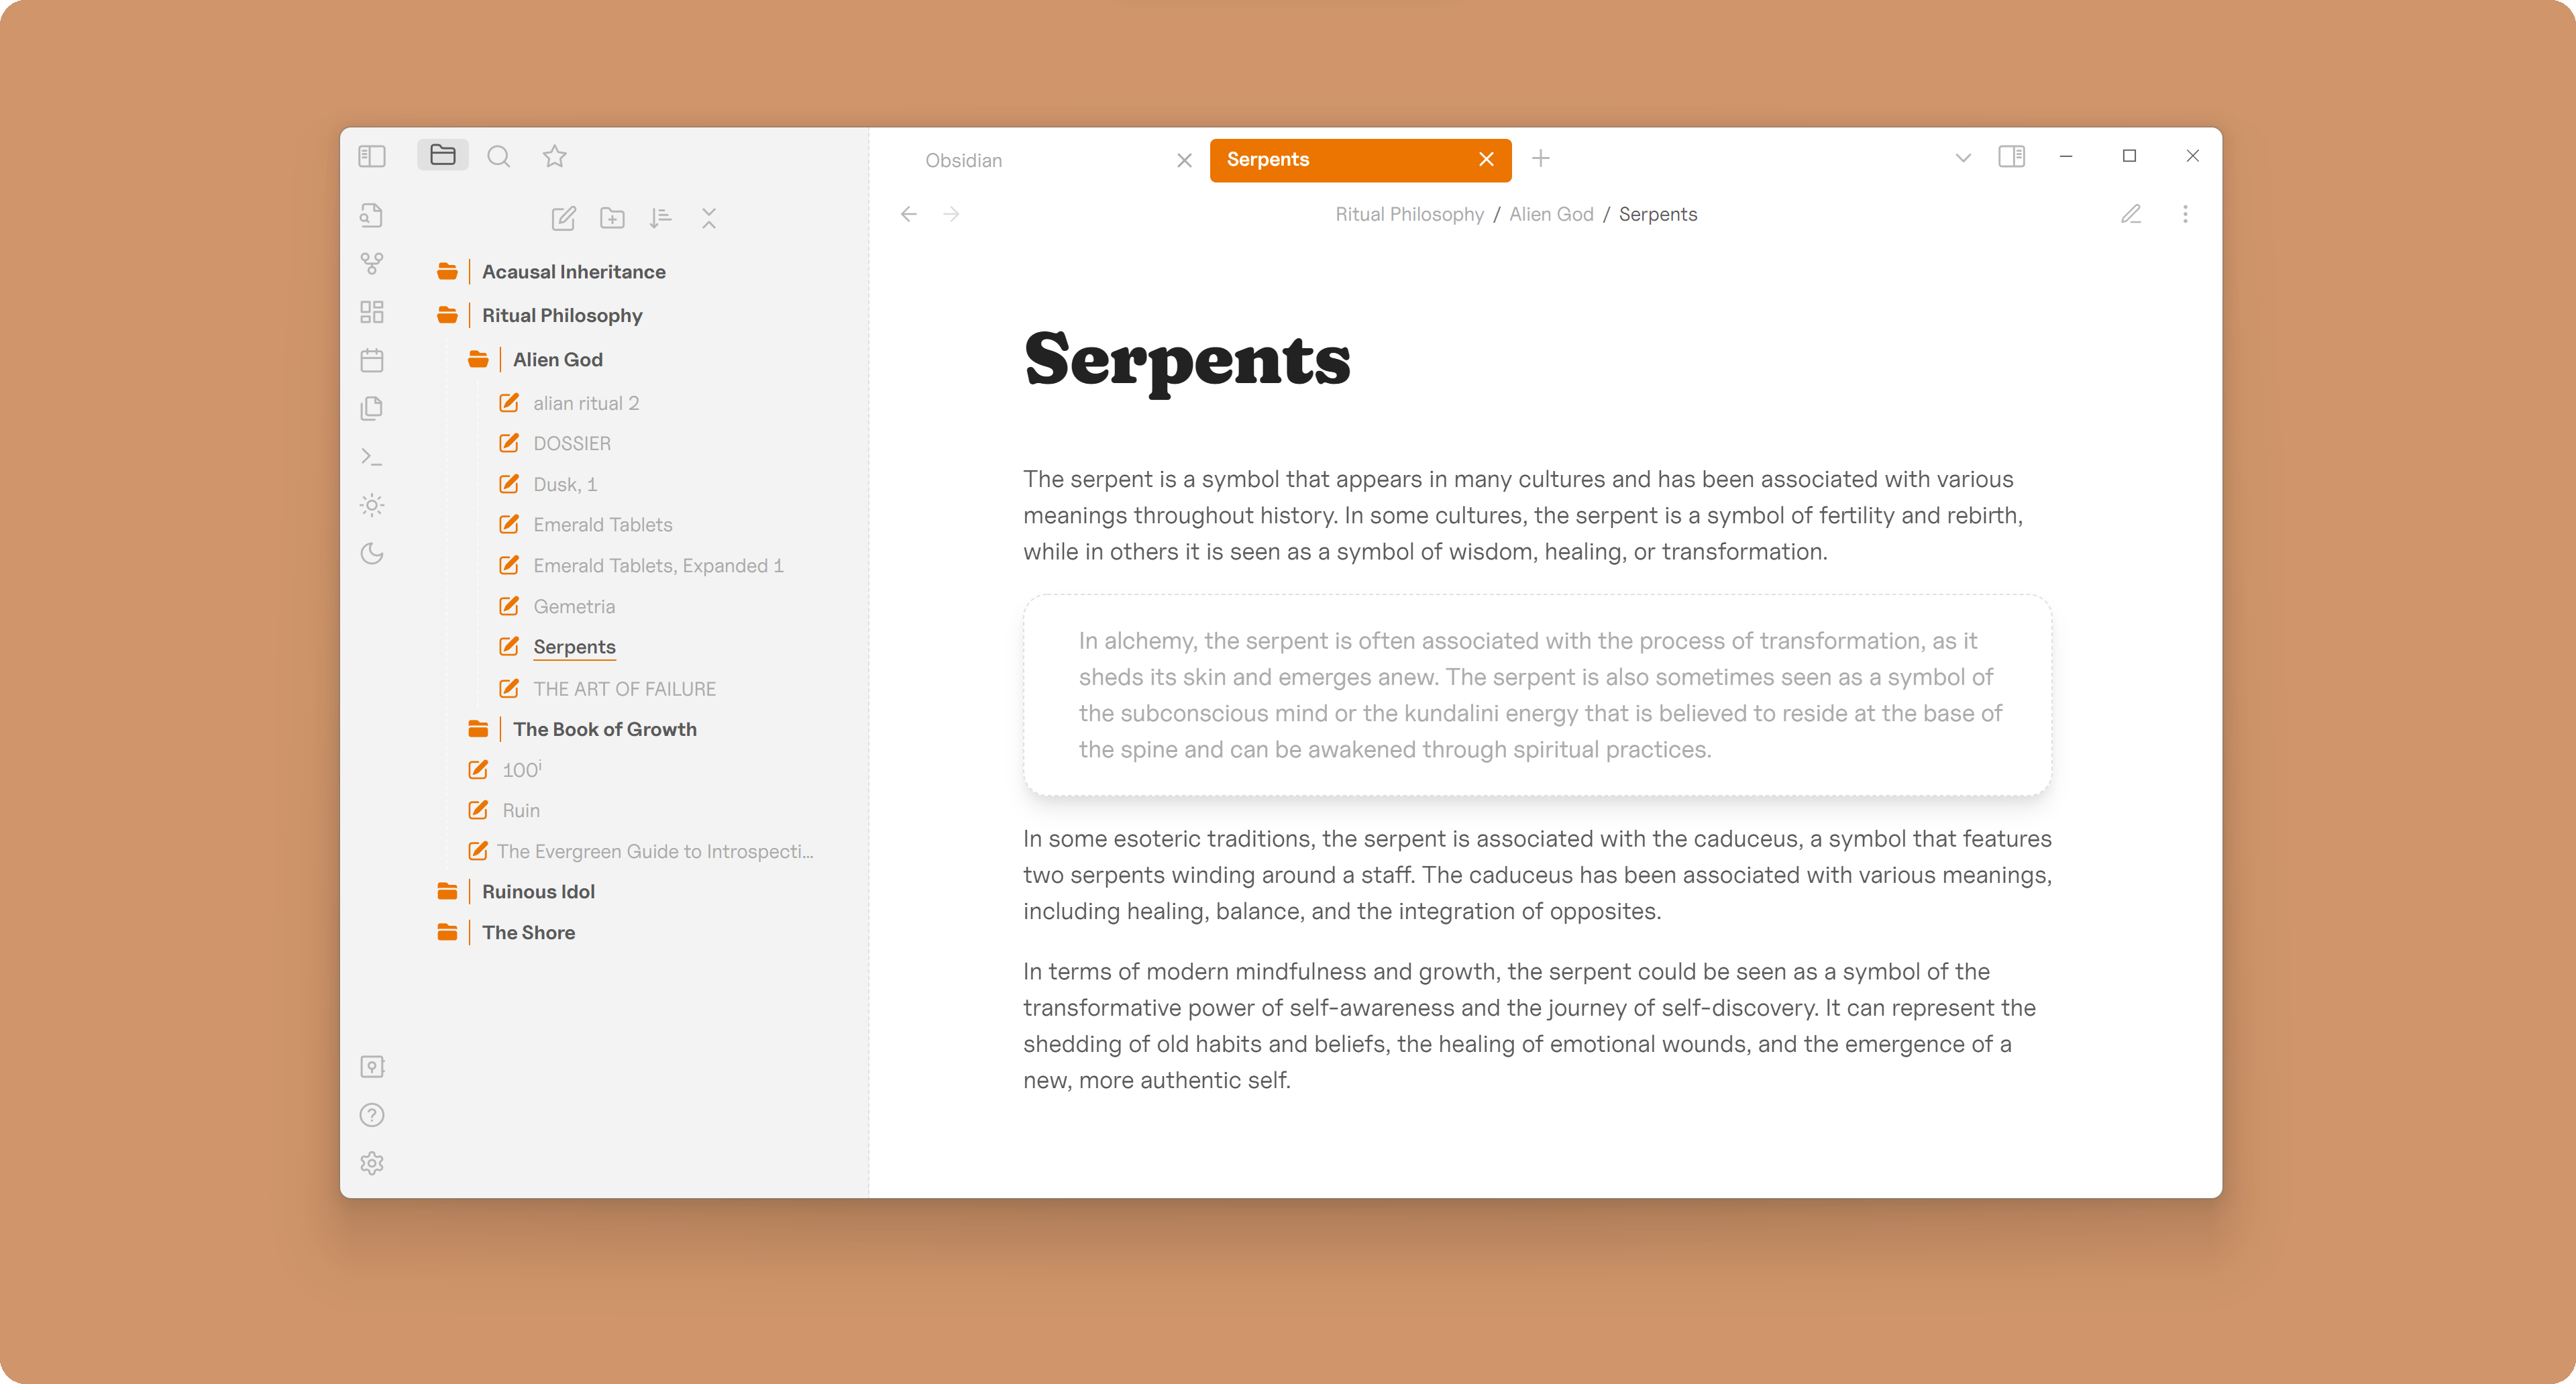 Obsidian
Serpents
Ritual Philosophy / Alien God / Serpents
Acausal Inheritance
Ritual Philosophy
Alien God
alian ritual 2
DOSSIER
Dusk, 1
Emerald Tablets
Emerald Tablets, Expanded 1
Gemetria
Serpents
THE ART OF FAILURE
The Book of Growth
100ⁱ
Ruin
The Evergreen Guide to Introspecti...
Ruinous Idol
The Shore
Serpents
The serpent is a symbol that appears in many cultures and has been associated with various
meanings throughout history. In some cultures, the serpent is a symbol of fertility and rebirth,
while in others it is seen as a symbol of wisdom, healing, or transformation.
In alchemy, the serpent is often associated with the process of transformation, as it
sheds its skin and emerges anew. The serpent is also sometimes seen as a symbol of
the subconscious mind or the kundalini energy that is believed to reside at the base of
the spine and can be awakened through spiritual practices.
In some esoteric traditions, the serpent is associated with the caduceus, a symbol that features
two serpents winding around a staff. The caduceus has been associated with various meanings,
including healing, balance, and the integration of opposites.
In terms of modern mindfulness and growth, the serpent could be seen as a symbol of the
transformative power of self-awareness and the journey of self-discovery. It can represent the
shedding of old habits and beliefs, the healing of emotional wounds, and the emergence of a
new, more authentic self.